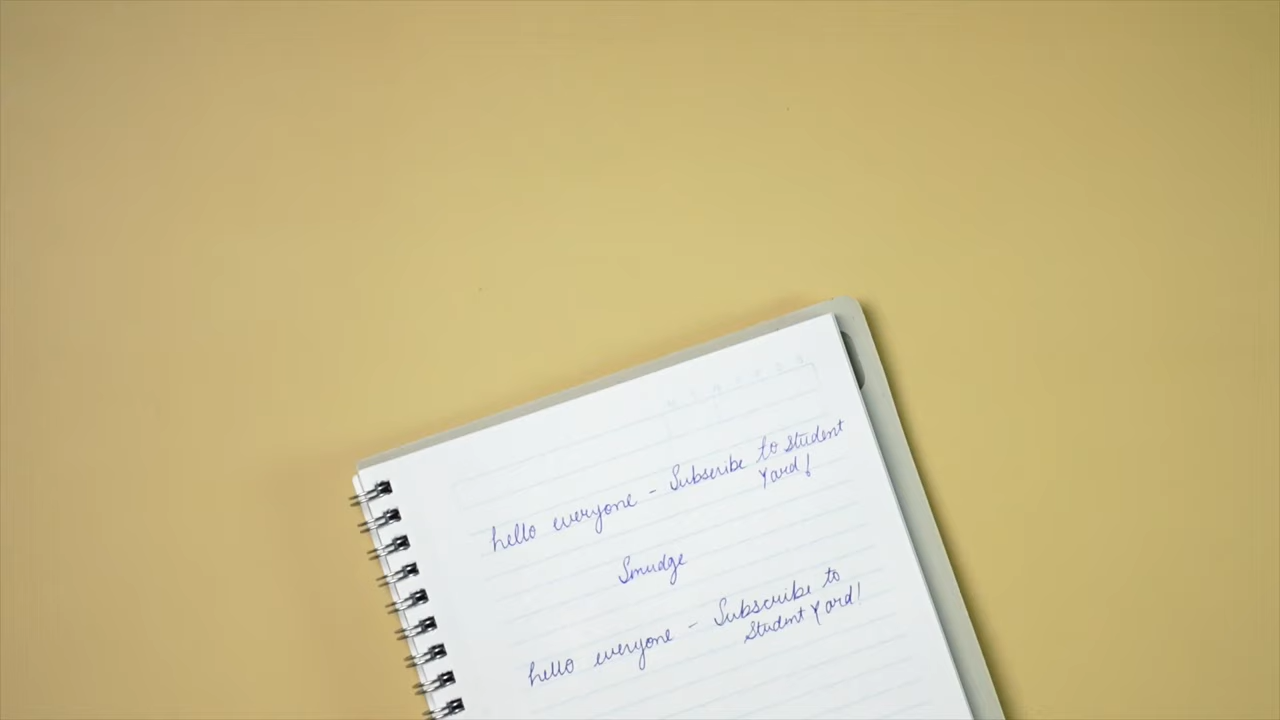 hello everyone - Subscribe to Student
Yard!
Smudge
hello everyone - Subscribe to
Student Yard!